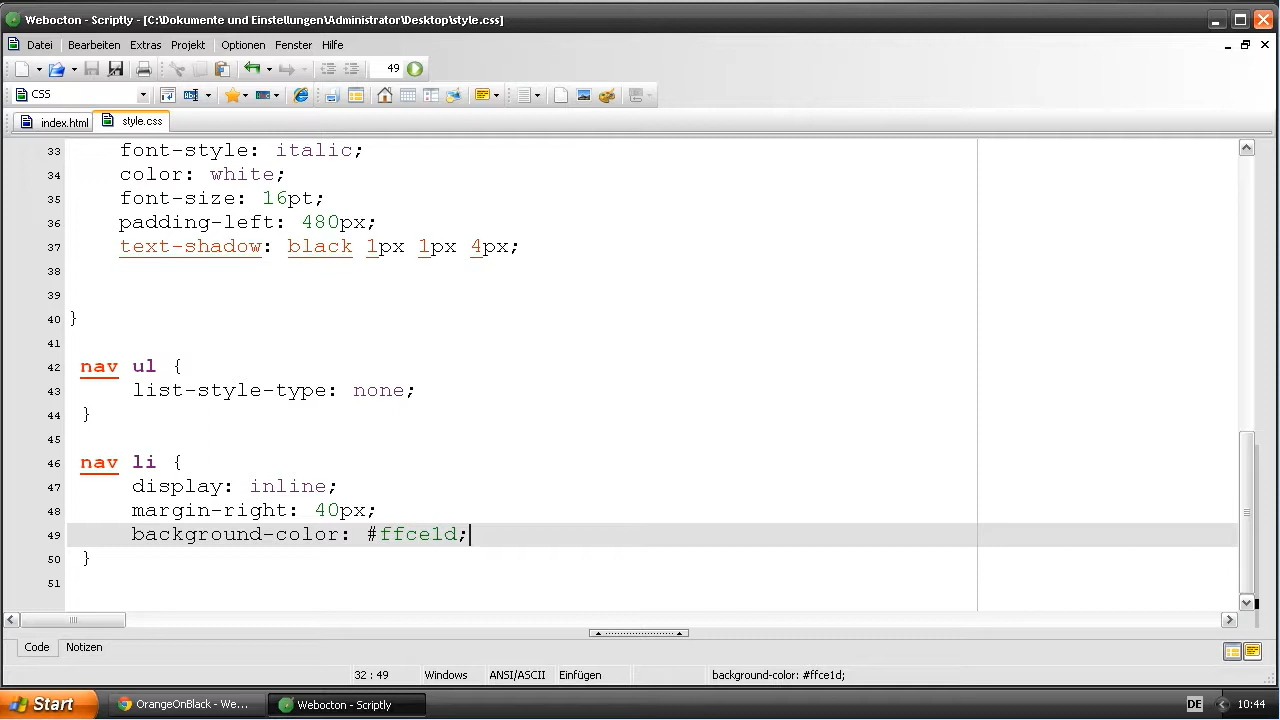 Webocton - Scriptly - [C:\Dokumente und Einstellungen\Administrator\Desktop\style.css]
Datei Bearbeiten Extras Projekt Optionen Fenster Hilfe
49
CSS
index.html style.css
33 font-style: italic;
34 color: white;
35 font-size: 16pt;
36 padding-left: 480px;
37 text-shadow: black 1px 1px 4px;
38
39
40 }
41
42 nav ul {
43 list-style-type: none;
44 }
45
46 nav li {
47 display: inline;
48 margin-right: 40px;
49 background-color: #ffce1d;
50 }
51
Code Notizen
32 : 49 Windows ANSI/ASCII Einfügen background-color: #ffce1d;
Start OrangeOnBlack - We... Webocton - Scriptly DE 10:44